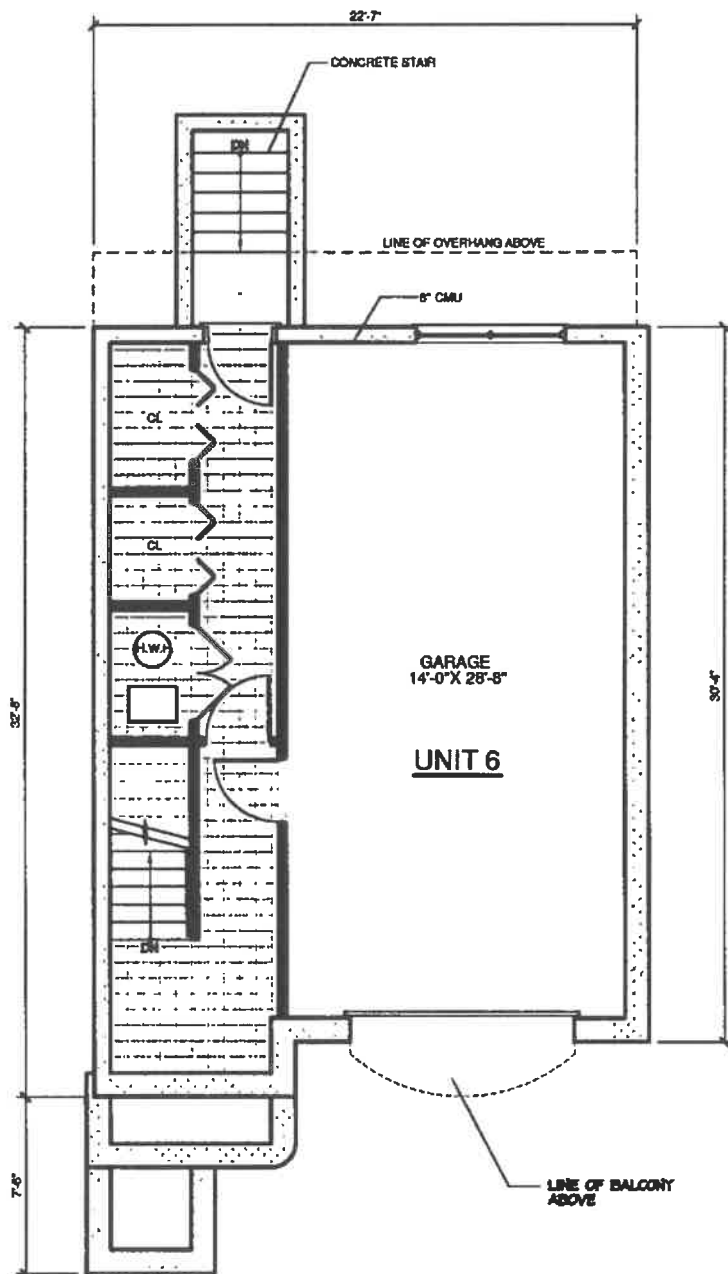 22'-7"
CONCRETE STAIR
DN
LINE OF OVERHANG ABOVE
8" CMU
CL
CL
H.W.H
GARAGE
14'-0"X 28'-8"
32'-8"
30'-4"
UNIT 6
DN
7'-6"
LINE OF BALCONY
ABOVE